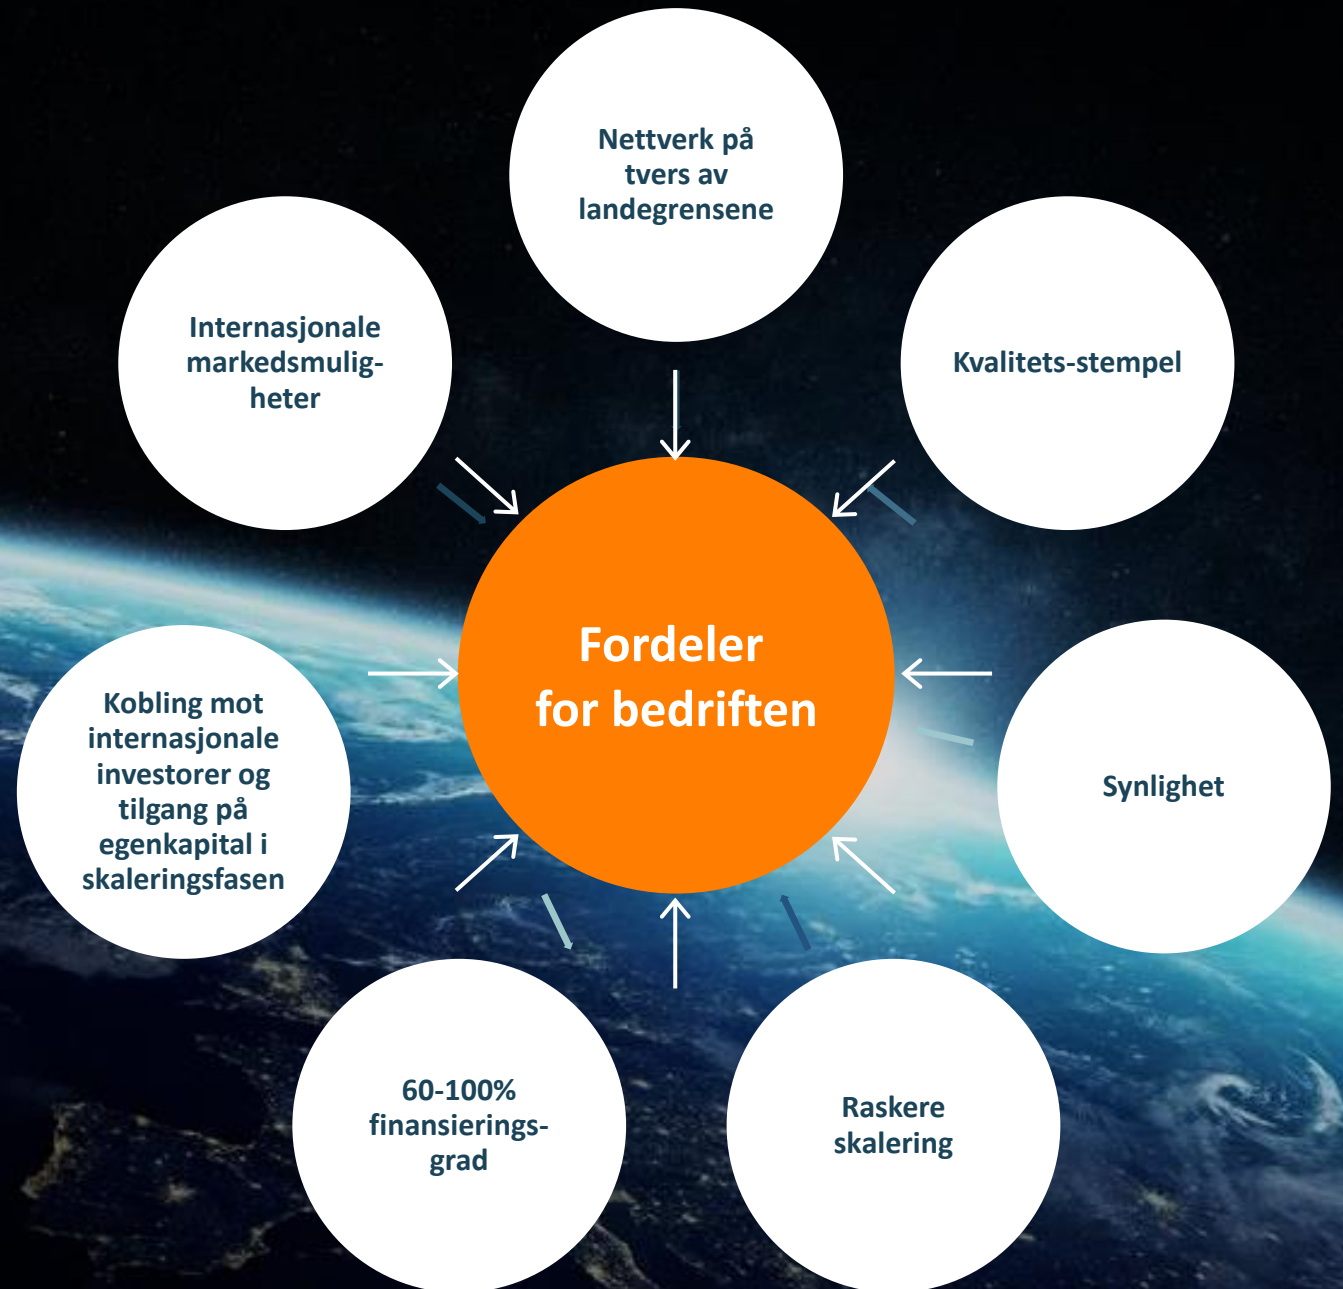 Nettverk på
tvers av
landegrensene
Internasjonale
markedsmulig-
heter
Kvalitets-stempel
Fordeler
for bedriften
Kobling mot
internasjonale
investorer og
tilgang på
egenkapital i
skaleringsfasen
Synlighet
60-100%
finansierings-
grad
Raskere
skalering